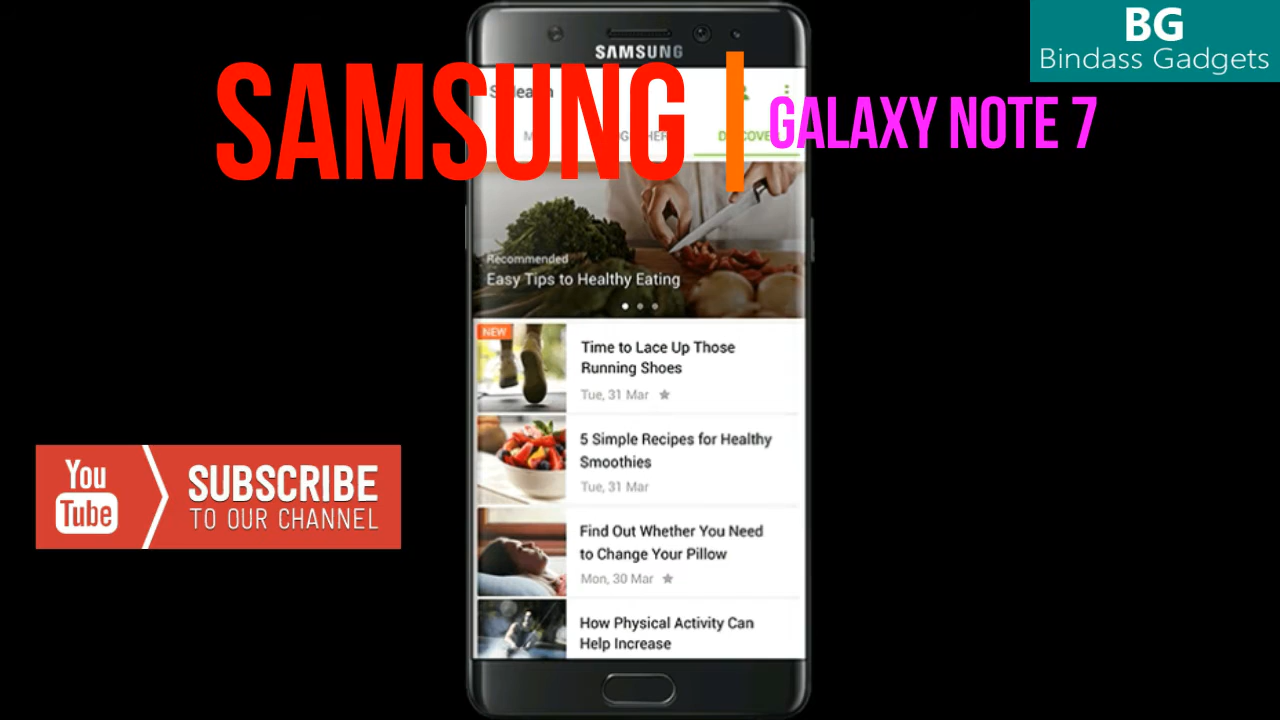 BG
Bindass Gadgets
SAMSUNG
SAMSUNG
GALAXY NOTE 7
Recommended
Easy Tips to Healthy Eating
NEW
Time to Lace Up Those
Running Shoes
Tue, 31 Mar
5 Simple Recipes for Healthy
Smoothies
Tue, 31 Mar
Find Out Whether You Need
to Change Your Pillow
Mon, 30 Mar
How Physical Activity Can
Help Increase
You
Tube
SUBSCRIBE
TO OUR CHANNEL